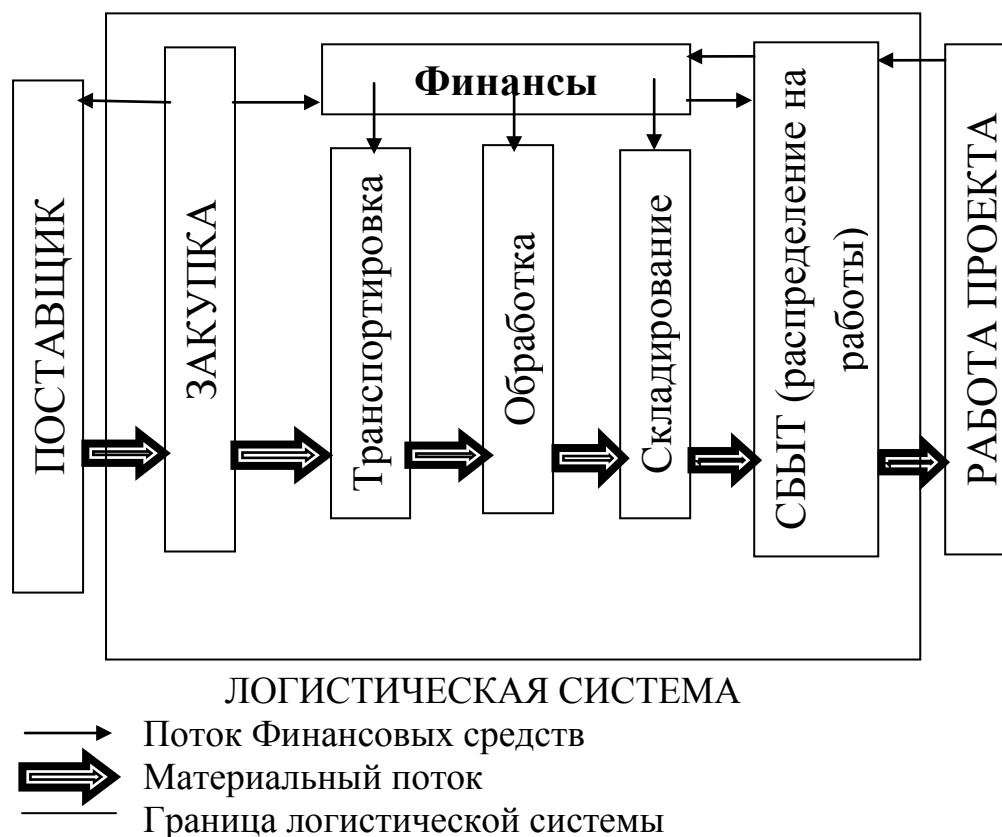 Финансы
ПОСТАВЩИК
ЗАКУПКА
Транспортировка
Обработка
Складирование
СБЫТ (распределение на
работы)
РАБОТА ПРОЕКТА
ЛОГИСТИЧЕСКАЯ СИСТЕМА
Поток Финансовых средств
Материальный поток
Граница логистической системы